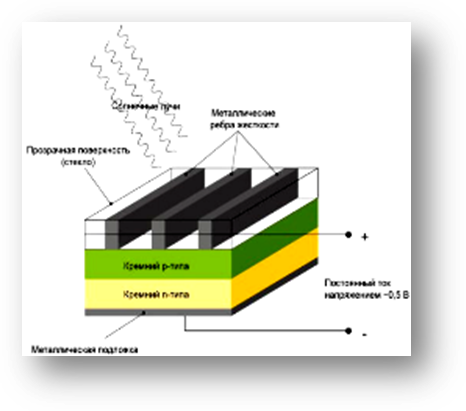 Солнечные лучи
Металлические
ребра жесткости
Прозрачная поверхность
(стекло)
+
Кремний p-типа
Кремний n-типа
Постоянный ток
напряжением ~0,5 В
-
Металлическая подложка